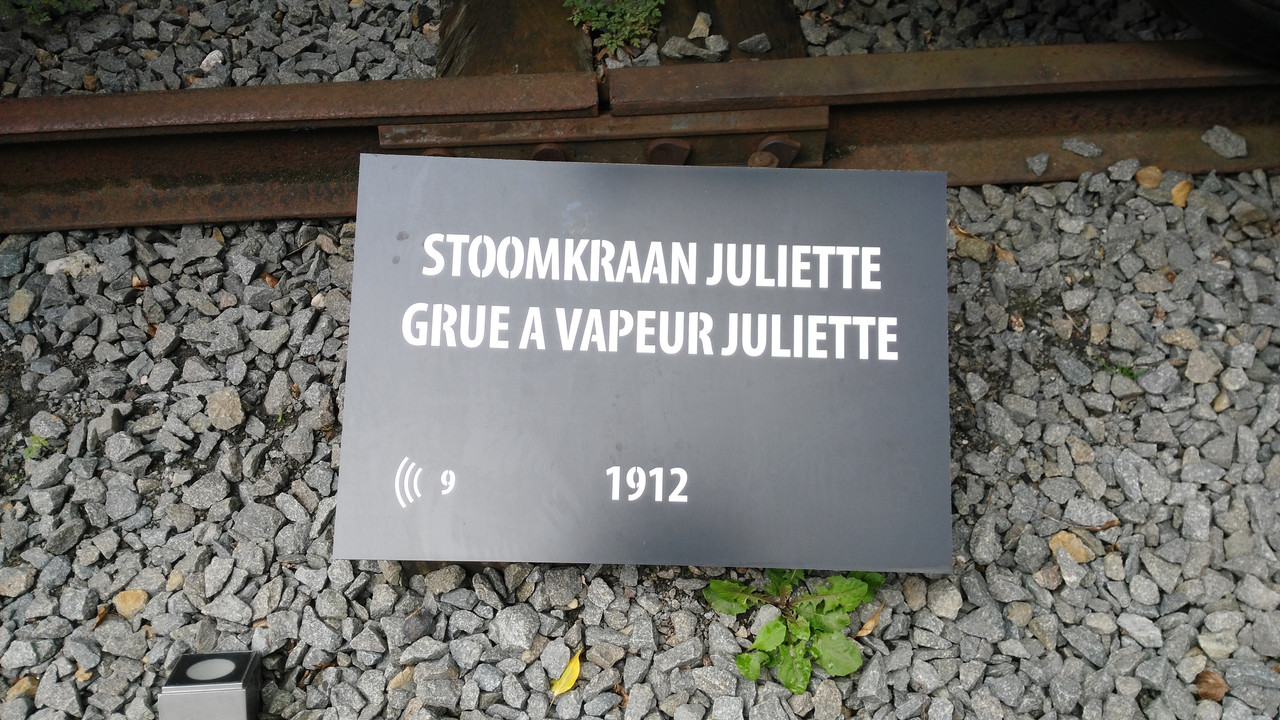 STOOMKRAAN JULIETTE
GRUE A VAPEUR JULIETTE
9 1912